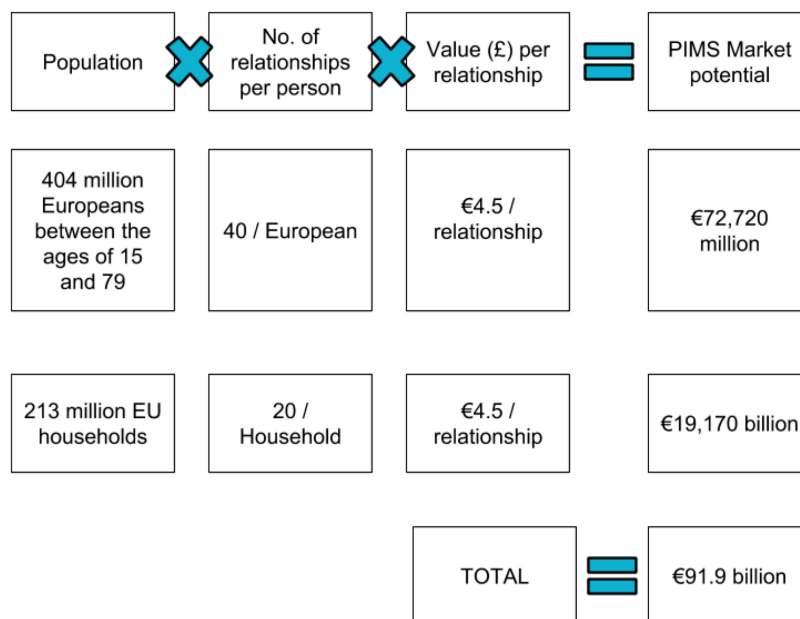 Population
No. of
relationships
per person
Value (£) per
relationship
PIMS Market
potential
404 million
Europeans
between the
ages of 15
and 79
40 / European
€4.5 /
relationship
€72,720
million
213 million EU
households
20 /
Household
€4.5 /
relationship
€19,170 billion
TOTAL
€91.9 billion